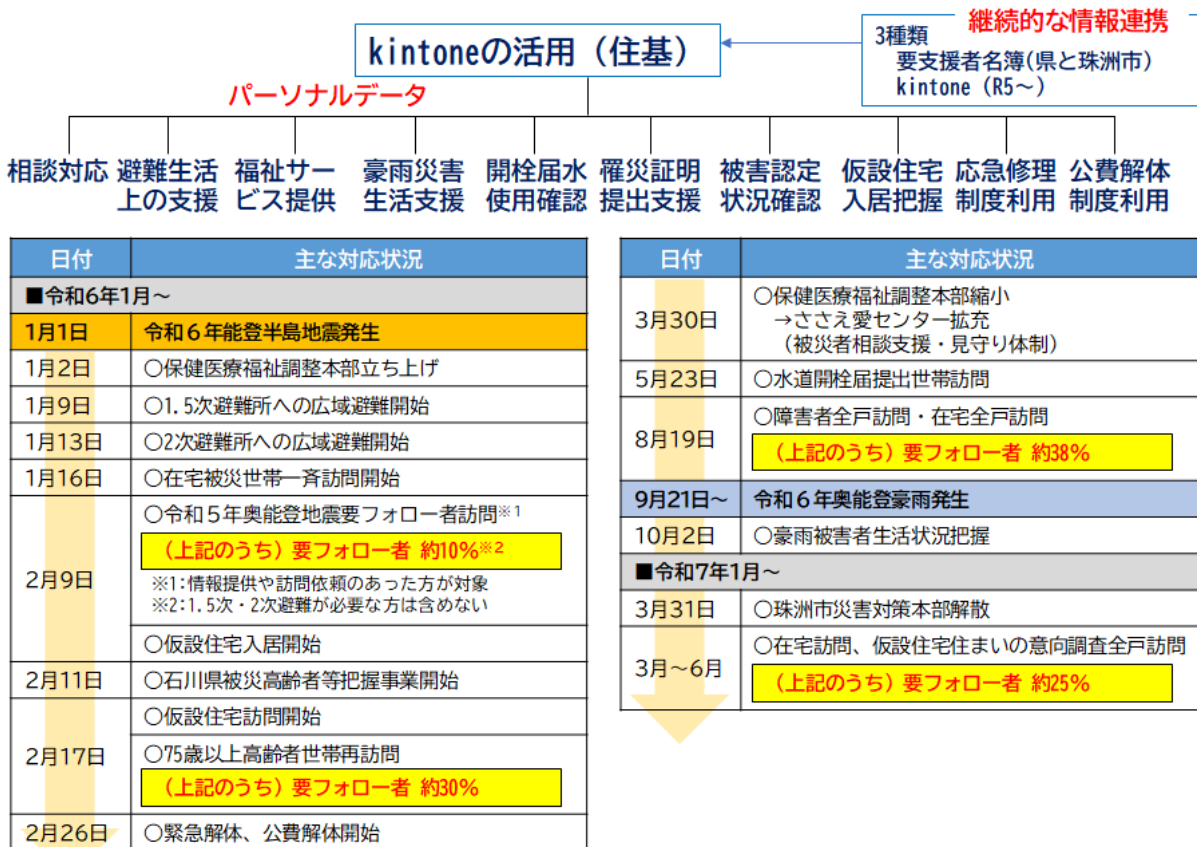 継続的な情報連携
kintoneの活用（住基）
3種類
要支援者名簿(県と珠洲市)
kintone（R5～）
パーソナルデータ
相談対応
避難生活
上の支援
福祉サー
ビス提供
豪雨災害
生活支援
開栓届水
使用確認
罹災証明
提出支援
被害認定
状況確認
仮設住宅
入居把握
応急修理
制度利用
公費解体
制度利用
日付 主な対応状況
■令和6年1月～
1月1日 令和６年能登半島地震発生
1月2日 ○保健医療福祉調整本部立ち上げ
1月9日 ○1.5次避難所への広域避難開始
1月13日 ○2次避難所への広域避難開始
1月16日 ○在宅被災世帯一斉訪問開始
2月9日
○令和５年奥能登地震要フォロー者訪問※1
（上記のうち）要フォロー者 約10%※2
※1:情報提供や訪問依頼のあった方が対象
※2:1.5次・2次避難が必要な方は含めない
○仮設住宅入居開始
2月11日 ○石川県被災高齢者等把握事業開始
2月17日
○仮設住宅訪問開始
○75歳以上高齢者世帯再訪問
（上記のうち）要フォロー者 約30%
2月26日 ○緊急解体、公費解体開始
日付 主な対応状況
3月30日
○保健医療福祉調整本部縮小
→ささえ愛センター拡充
（被災者相談支援・見守り体制）
5月23日 ○水道開栓届提出世帯訪問
8月19日
○障害者全戸訪問・在宅全戸訪問
（上記のうち）要フォロー者 約38%
9月21日～ 令和６年奥能登豪雨発生
10月2日 ○豪雨被害者生活状況把握
■令和7年1月～
3月31日 ○珠洲市災害対策本部解散
3月～6月
○在宅訪問、仮設住宅住まいの意向調査全戸訪問
（上記のうち）要フォロー者 約25%